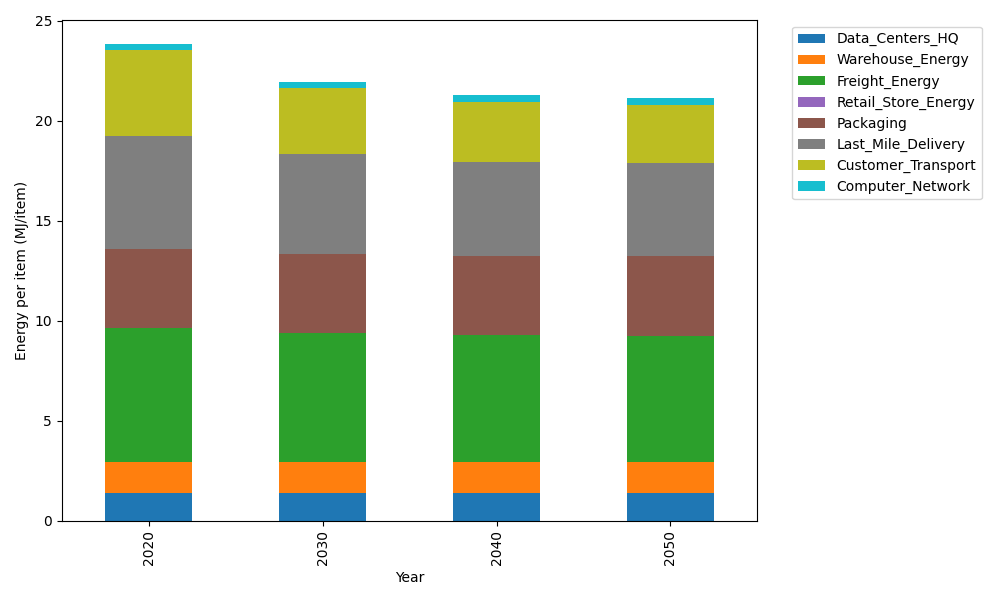 25
20
15
10
5
0
Energy per item (MJ/item)
2020
2030
2040
2050
Year
Data_Centers_HQ
Warehouse_Energy
Freight_Energy
Retail_Store_Energy
Packaging
Last_Mile_Delivery
Customer_Transport
Computer_Network